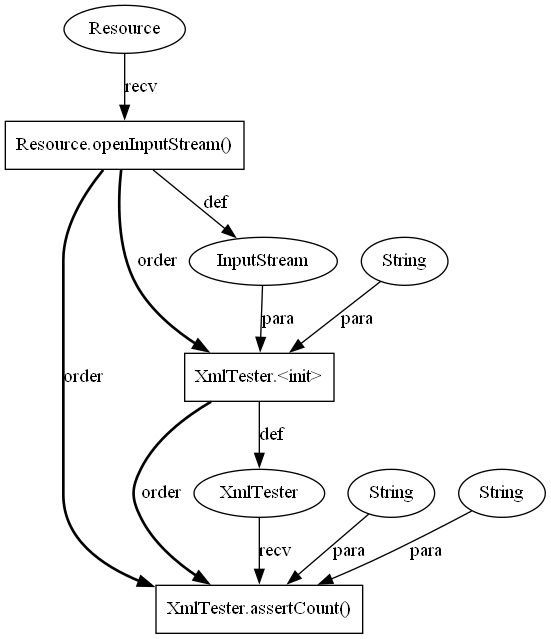 Resource
recv
Resource.openInputStream()
def
order
InputStream
String
para
para
XmlTester.<init>
order
def
order
XmlTester
String
String
recv
para
para
XmlTester.assertCount()